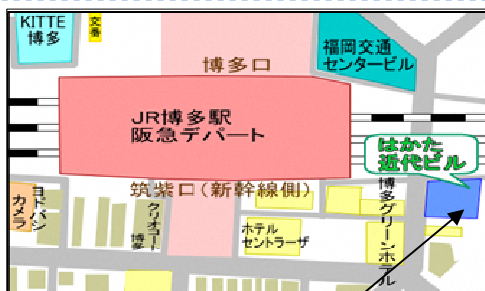 KITTE
博多
交番
福岡交通
センタービル
博多口
JR博多駅
阪急デパート
はかた
近代ビル
筑紫口(新幹線側)
ヨドバシ
カメラ
クリオコート
博多
ホテル
セントラーザ
博多グリーンホテル